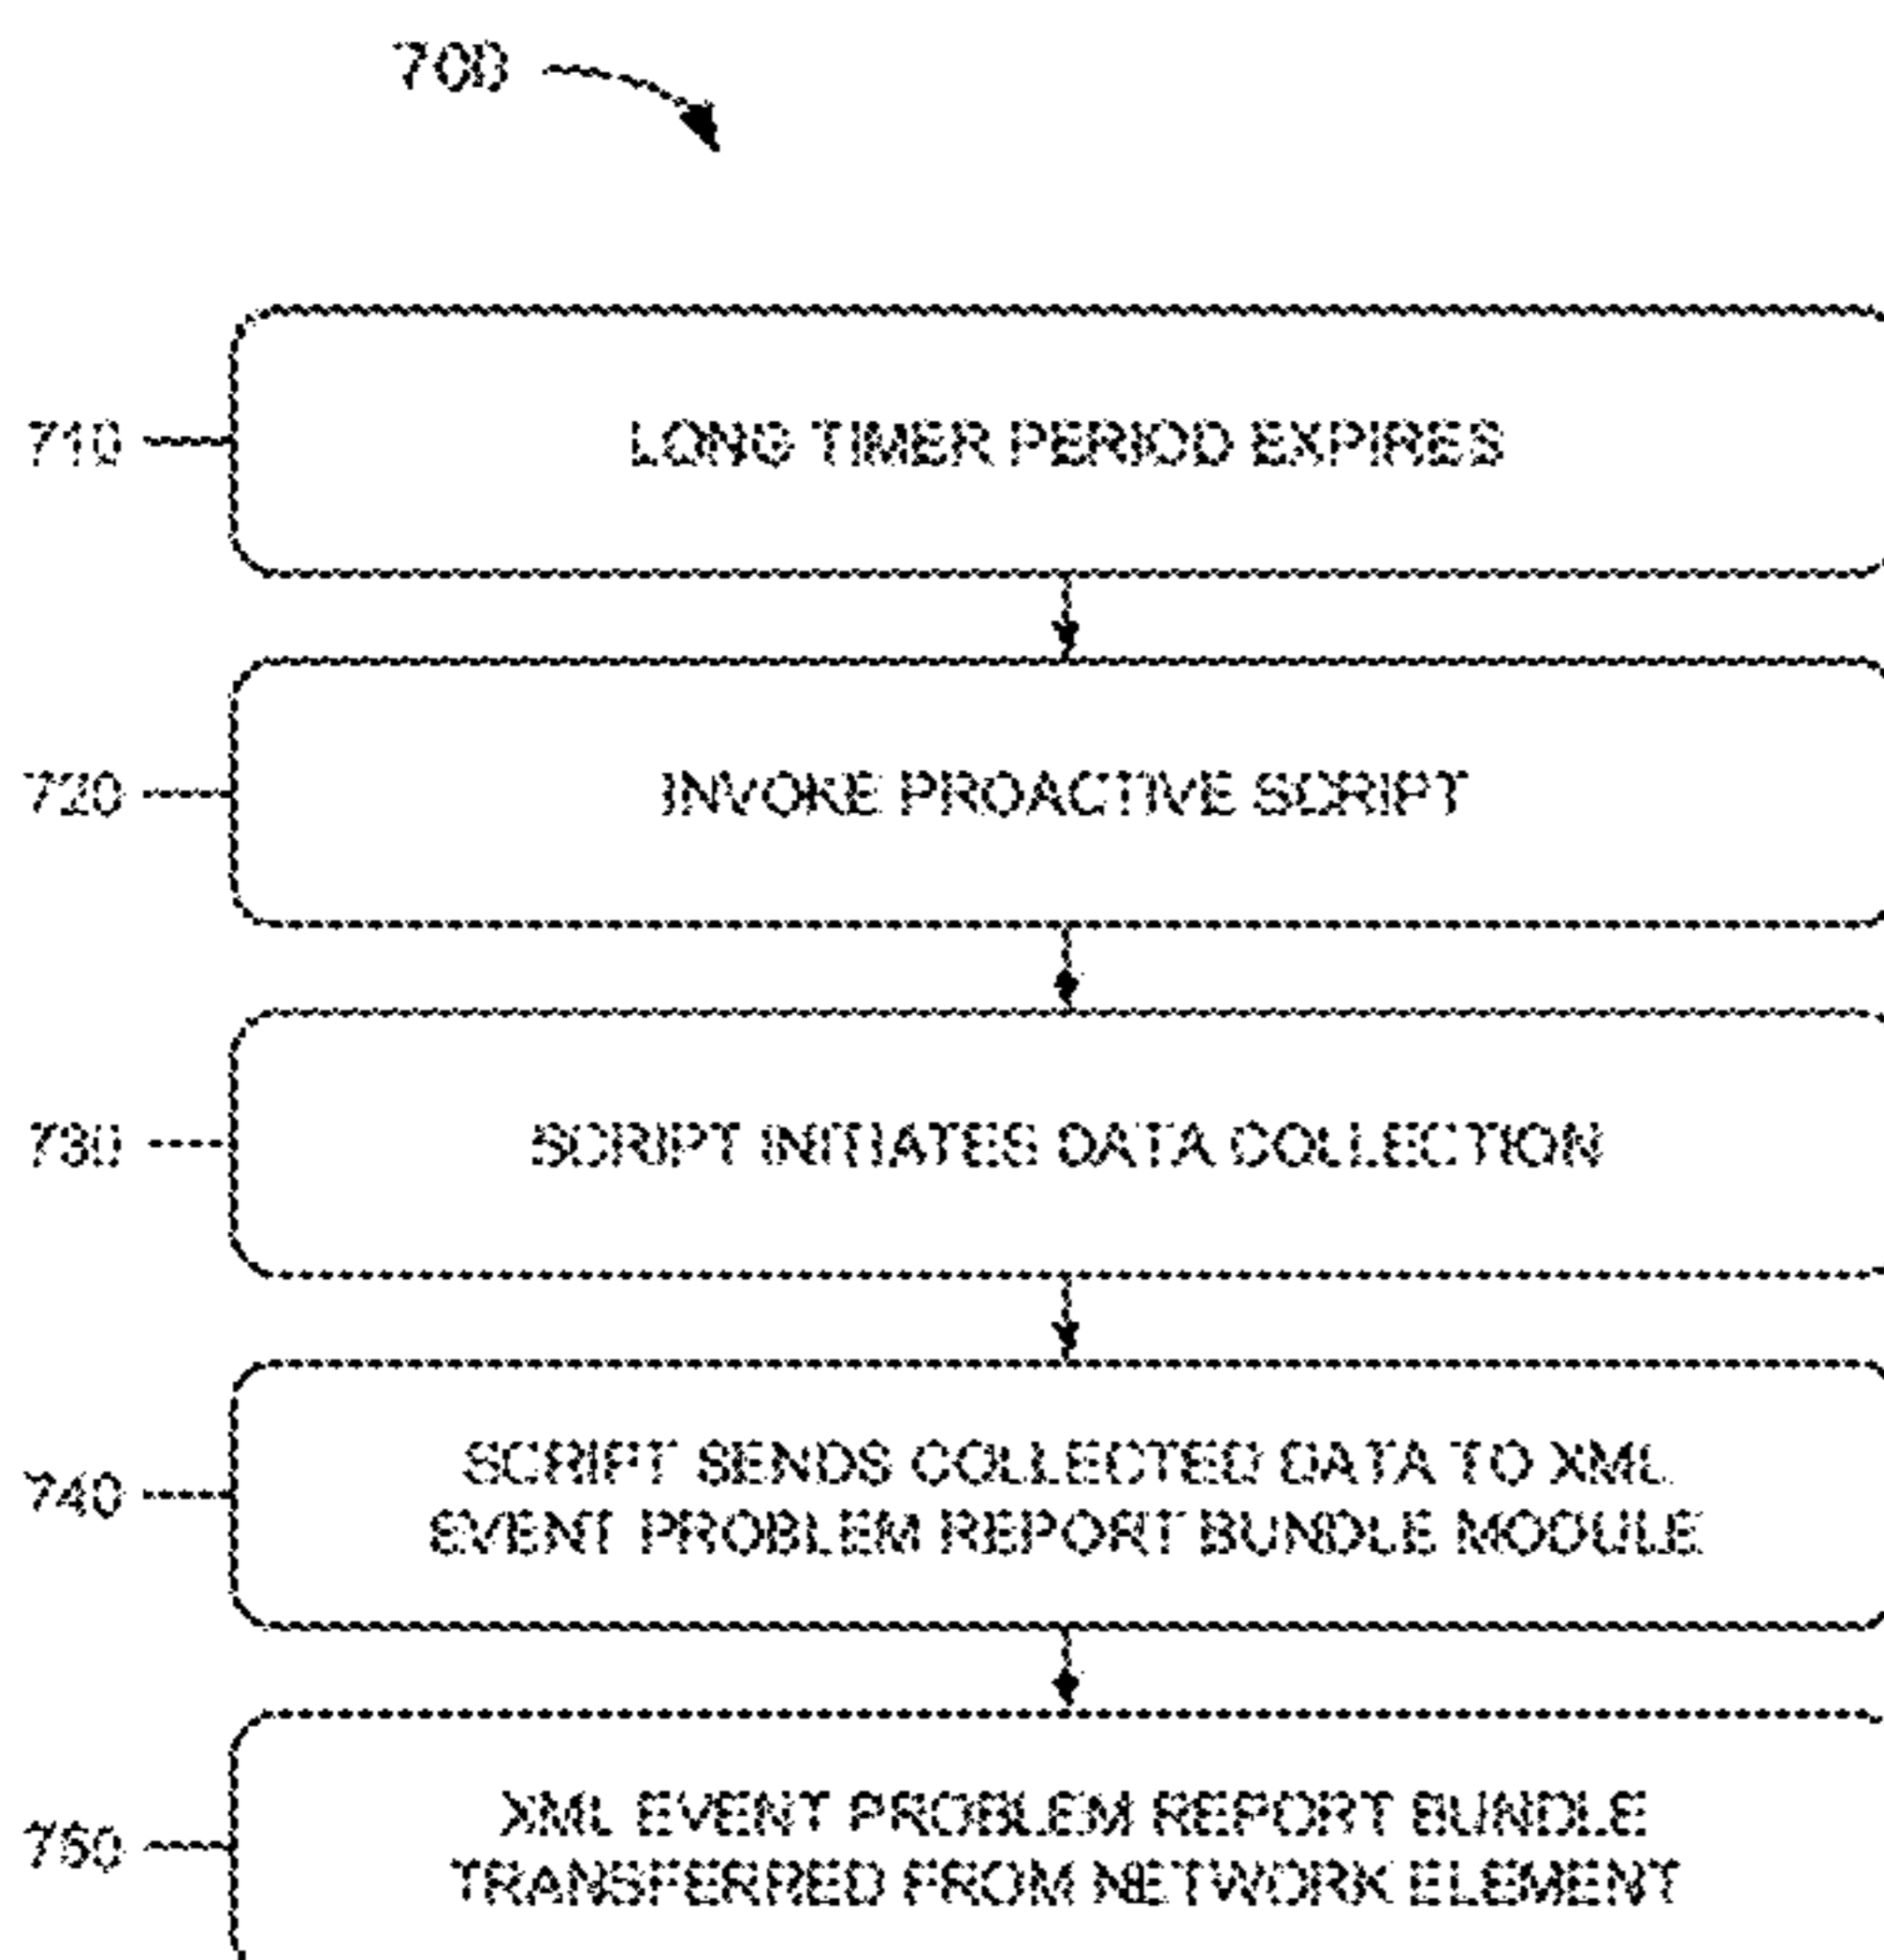 700
710
LONG TIMER PERIOD EXPIRES
720
INVOKE PROACTIVE SCRIPT
730
SCRIPT INITIATES DATA COLLECTION
740
SCRIPT SENDS COLLECTED DATA TO XML
EVENT PROBLEM REPORT BUNDLE MODULE
750
XML EVENT PROBLEM REPORT BUNDLE
TRANSFERRED FROM NETWORK ELEMENT